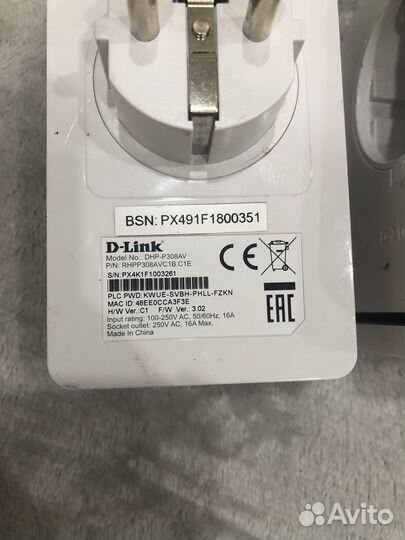 BSN: PX491F1800351
D-Link
Model No.: DHP-P308AV
P/N: RHPP308AVC1B.C1E
S/N:PX4K1F1003261
PLC PWD: KWUE-SVBH-PHLL-FZKN
MAC ID: 48EE0CCA3F3E
H/W Ver.:C1 F/W Ver.: 3.02
Input rating: 100-250V AC, 50/60Hz, 16A
Socket outlet: 250V AC, 16A Max.
Made In China
CE
EAC
D-Link
Avito